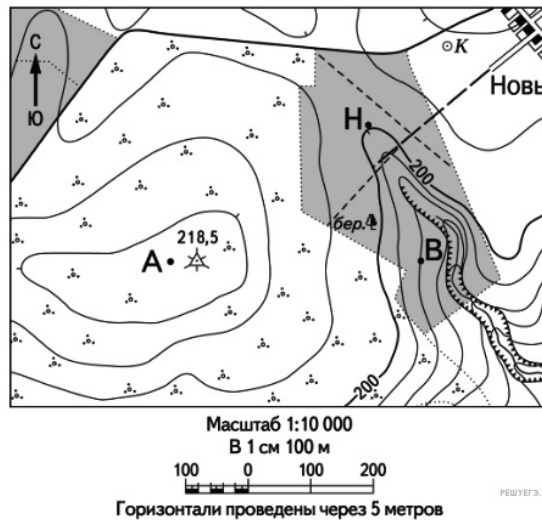 С
К
Ю
Новы
Н
200
218,5
бер.
А
В
200
Масштаб 1:10 000
В 1 см 100 м
100 0 100 200
Горизонтали проведены через 5 метров
РЕШУЕГЭ.